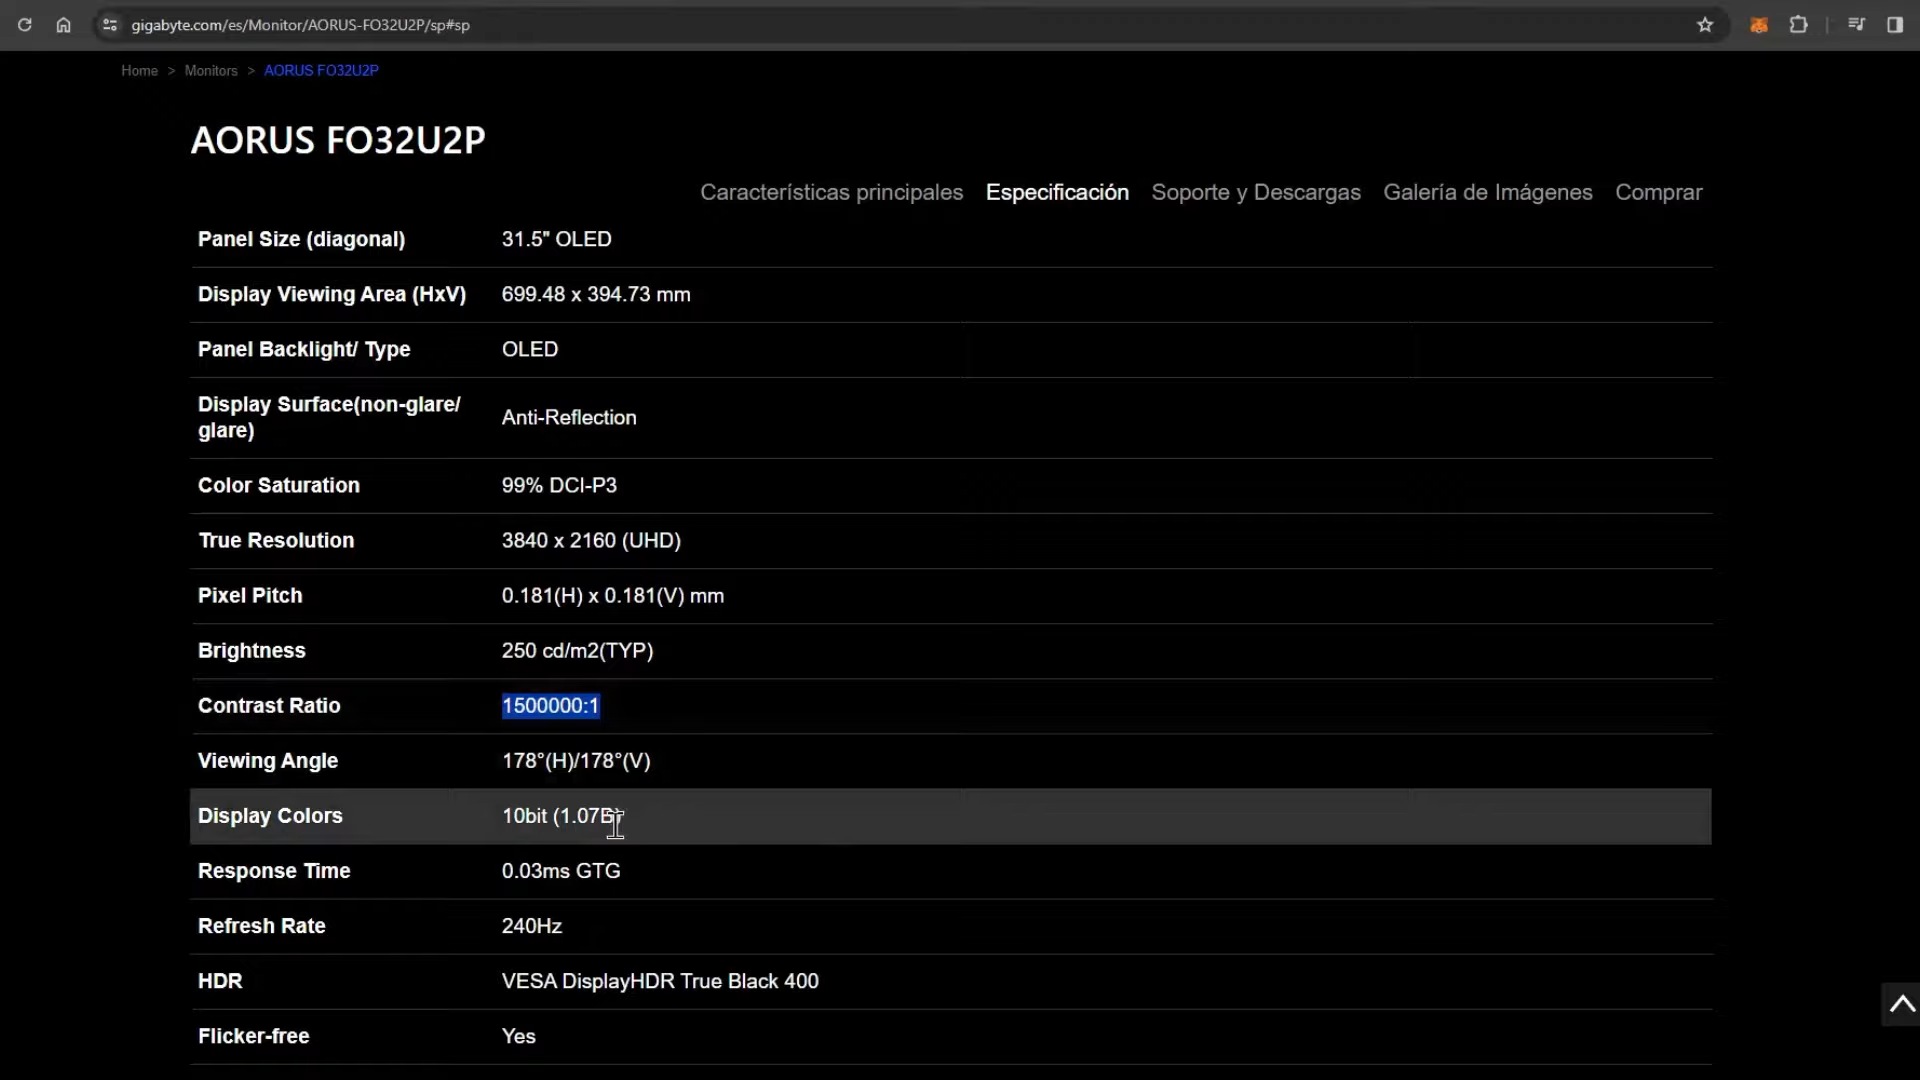 gigabyte.com/es/Monitor/AORUS-FO32U2P/sp#sp
Home > Monitors > AORUS FO32U2P
AORUS FO32U2P
Características principales Especificación Soporte y Descargas Galería de Imágenes Comprar
Panel Size (diagonal) 31.5" OLED
Display Viewing Area (HxV) 699.48 x 394.73 mm
Panel Backlight/ Type OLED
Display Surface(non-glare/
glare) Anti-Reflection
Color Saturation 99% DCI-P3
True Resolution 3840 x 2160 (UHD)
Pixel Pitch 0.181(H) x 0.181(V) mm
Brightness 250 cd/m2(TYP)
Contrast Ratio 1500000:1
Viewing Angle 178°(H)/178°(V)
Display Colors 10bit (1.07B)
Response Time 0.03ms GTG
Refresh Rate 240Hz
HDR VESA DisplayHDR True Black 400
Flicker-free Yes